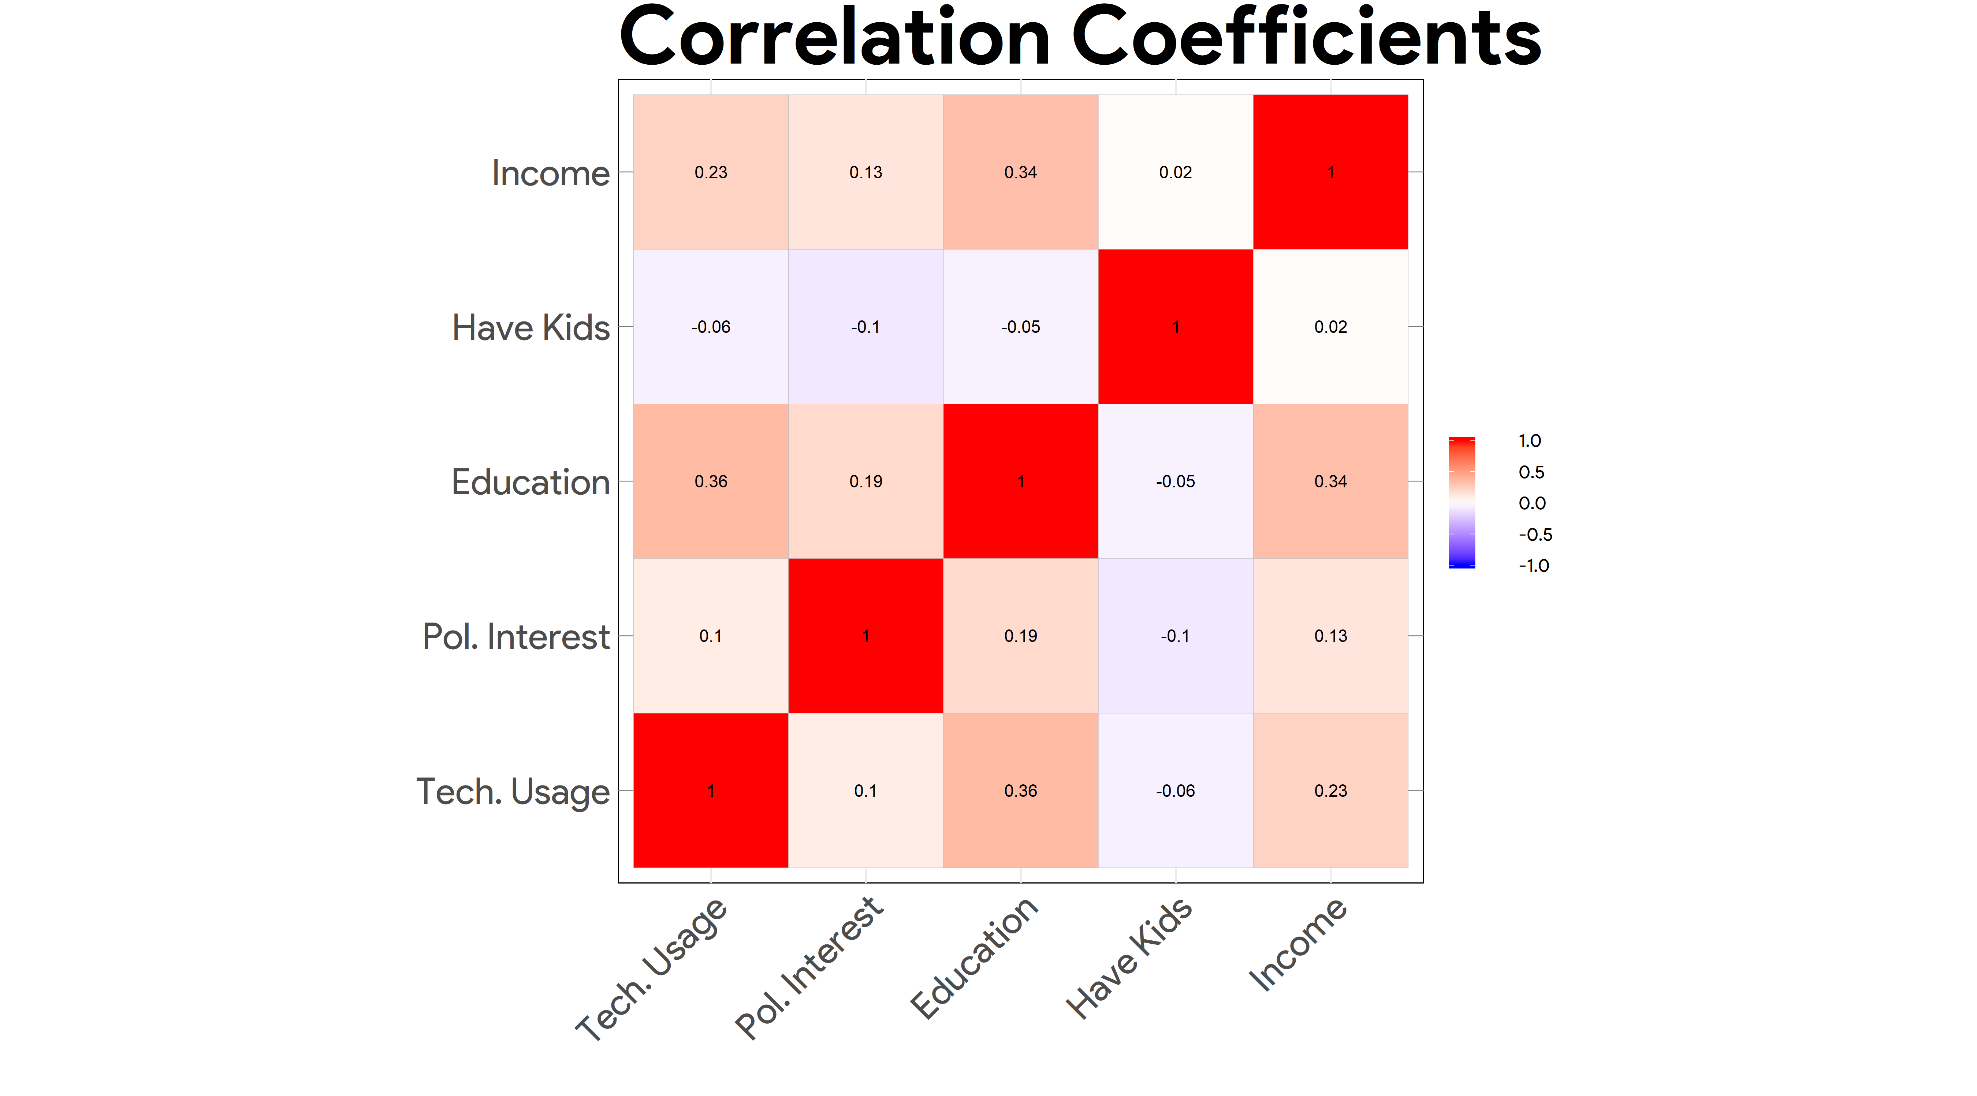 Correlation Coefficients
Income 0.23 0.13 0.34 0.02 1
Have Kids -0.06 -0.1 -0.05 1 0.02
Education 0.36 0.19 1 -0.05 0.34
Pol. Interest 0.1 1 0.19 -0.1 0.13
Tech. Usage 1 0.1 0.36 -0.06 0.23
Tech. Usage Pol. Interest Education Have Kids Income
1.0
0.5
0.0
-0.5
-1.0